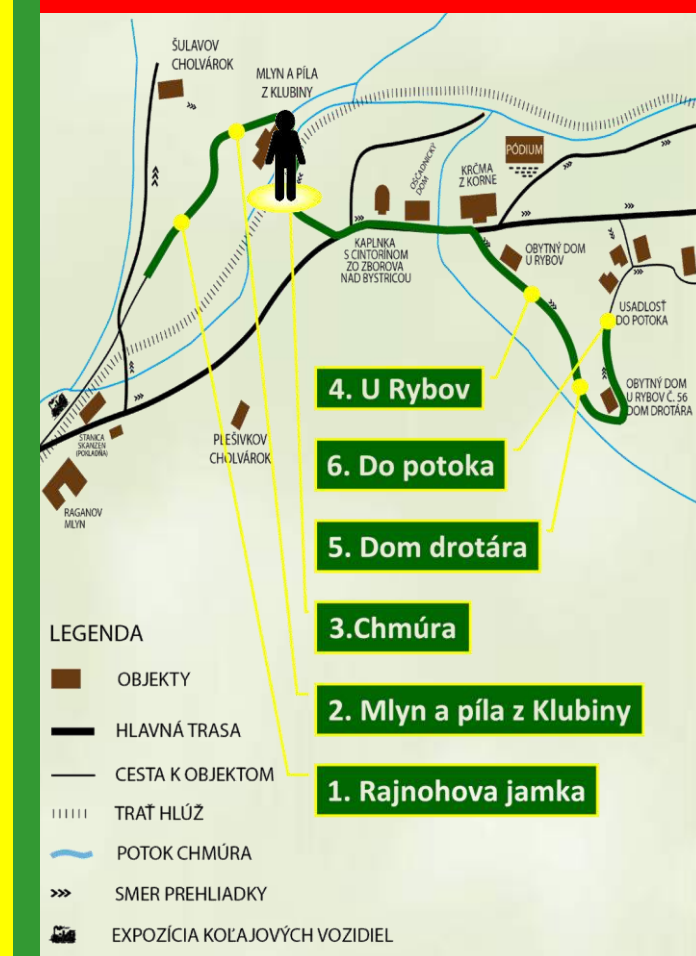 ŠULAVOV
CHOLVÁROK
MLYN A PÍLA
Z KLUBINY
OŠČADNICKÝ
DOM
KRČMA
Z KORNE
PÓDIUM
KAPLNKA
S CINTORÍNOM
ZO ZBOROVA
NAD BYSTRICOU
OBYTNÝ DOM
U RYBOV
USADLOSŤ
DO POTOKA
OBYTNÝ DOM
U RYBOV Č. 56
DOM DROTÁRA
STANICA
SKANZEN
(POKLADŇA)
PLEŠIVKOV
CHOLVÁROK
RAGANOV
MLYN
4. U Rybov
6. Do potoka
5. Dom drotára
3.Chmúra
2. Mlyn a píla z Klubiny
1. Rajnohova jamka
LEGENDA
OBJEKTY
HLAVNÁ TRASA
CESTA K OBJEKTOM
TRAŤ HLÚŽ
POTOK CHMÚRA
SMER PREHLIADKY
EXPOZÍCIA KOĽAJOVÝCH VOZIDIEL